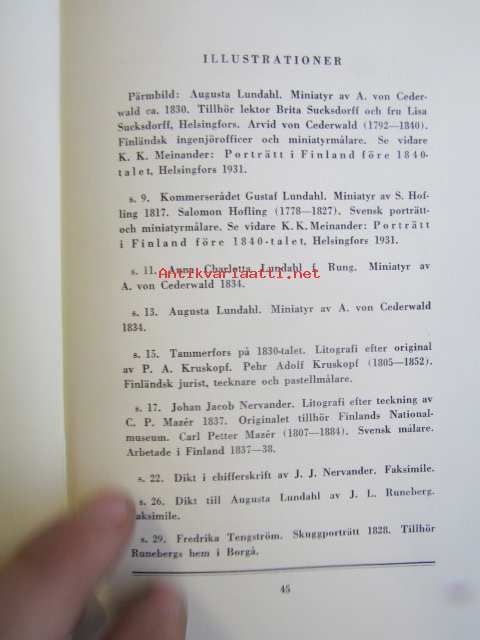 ILLUSTRATIONER
Pärmbild: Augusta Lundahl. Miniatyr av A. von Ceder-
wald ca. 1830. Tillhör lektor Brita Sucksdorff och fru Lisa
Sucksdorff, Helsingfors. Arvid von Cederwald (1792—1840).
Finländsk ingenjörofficer och miniatyrmålare. Se vidare
K. K. Meinander: Porträtt i Finland före 1840-
talet, Helsingfors 1931.
s. 9. Kommerserådet Gustaf Lundahl. Miniatyr av S. Hof-
ling 1817. Salomon Hofling (1778—1827). Svensk porträtt-
och miniatyrmålare. Se vidare K. K. Meinander: Porträtt
i Finland före 1840-talet, Helsingfors 1931.
s. 11. Anna Charlotta Lundahl f. Rung. Miniatyr av
Antikvariaatti.net
A. von Cederwald 1834.
s. 13. Augusta Lundahl. Miniatyr av A. von Cederwald
1834.
s. 15. Tammerfors på 1830-talet. Litografi efter original
av P. A. Kruskopf. Pehr Adolf Kruskopf (1805—1852).
Finländsk jurist, tecknare och pastellmålare.
s. 17. Johan Jacob Nervander. Litografi efter teckning av
C. P. Mazér 1837. Originalet tillhör Finlands National-
museum. Carl Petter Mazér (1807—1884). Svensk målare.
Arbetade i Finland 1837—38.
s. 22. Dikt i chifferskrift av J. J. Nervander. Faksimile.
s. 26. Dikt till Augusta Lundahl av J. L. Runeberg.
Faksimile.
s. 29. Fredrika Tengström. Skuggporträtt 1828. Tillhör
Runebergs hem i Borgå.
45